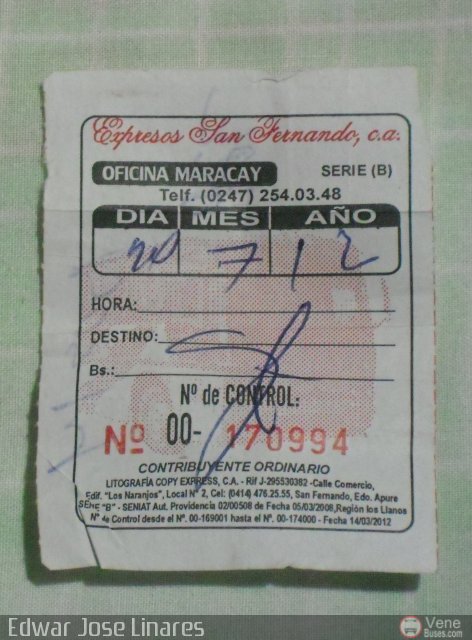 Expresos San Fernando, c.a.
OFICINA MARACAY SERIE (B)
Telf. (0247) 254.03.48
DIA MES AÑO
20 7 12
HORA:
DESTINO:
Bs.:
Nº de CONTROL:
Nº 00- 170994
CONTRIBUYENTE ORDINARIO
LITOGRAFÍA COPY EXPRESS, C.A. - Rif J-295530382 -Calle Comercio,
Edif. "Los Naranjos", Local Nº 2, Cel: (0414) 476.25.55, San Fernando, Edo. Apure
SERIE "B" - SENIAT Aut. Providencia 02/00508 de Fecha 05/03/2008,Región los Llanos
Nº de Control desde el Nº. 00-169001 hasta el Nº. 00-174000 - Fecha 14/03/2012
Edwar Jose Linares
Vene
Buses.com